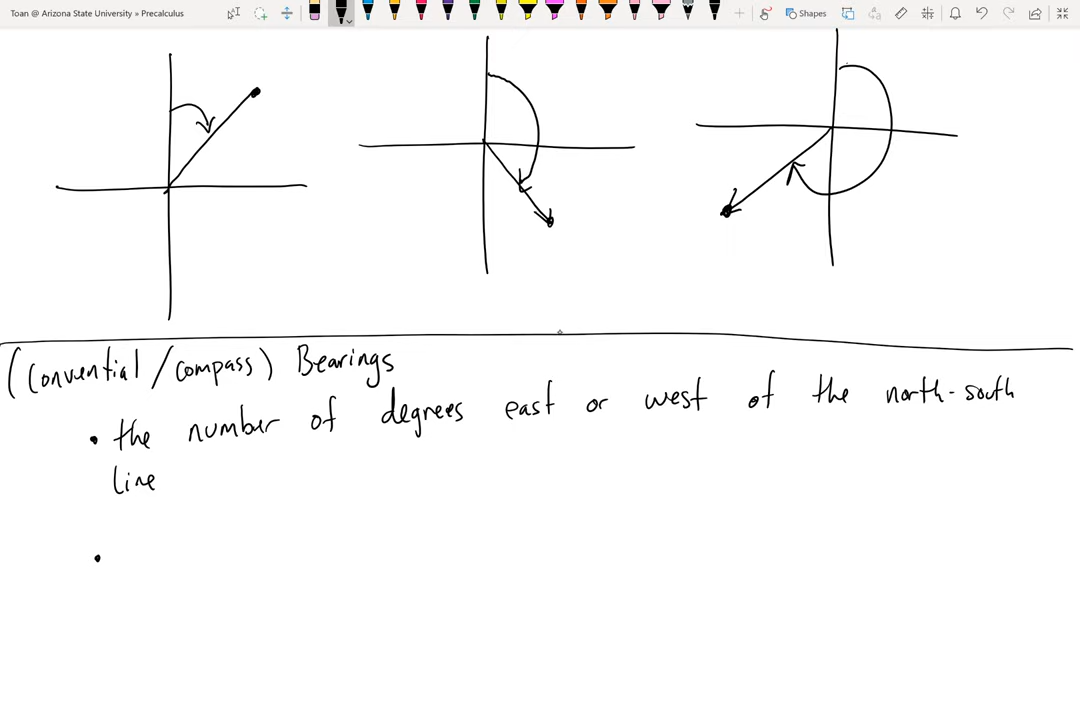 Toan @ Arizona State University » Precalculus
Shapes
(Convential/compass) Bearings
• the number of degrees east or west of the north-south
line
•